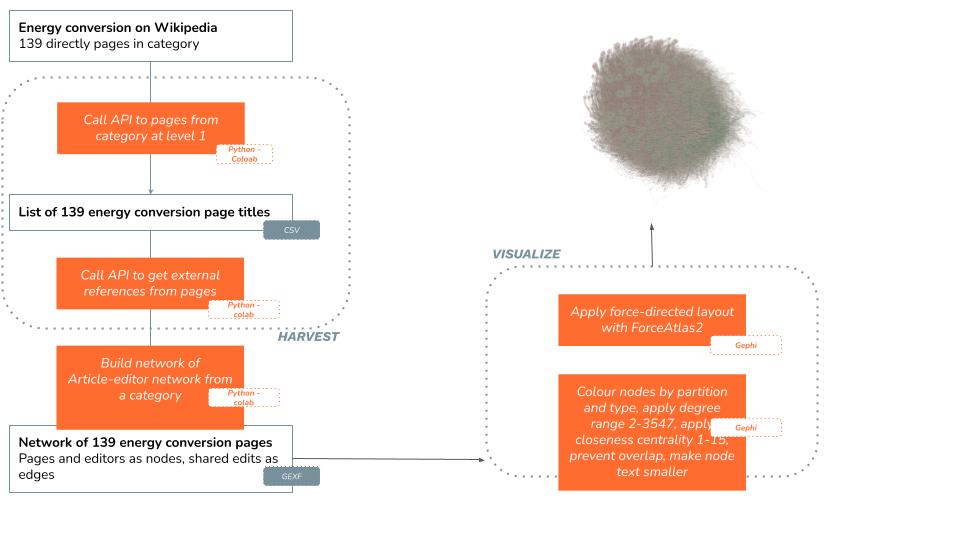 Energy conversion on Wikipedia
139 directly pages in category
Call API to pages from
category at level 1
Python -
Coloab
List of 139 energy conversion page titles
CSV
Call API to get external
references from pages
Python -
colab
HARVEST
Build network of
Article-editor network from
a category
Python -
colab
Network of 139 energy conversion pages
Pages and editors as nodes, shared edits as
edges
GEXF
VISUALIZE
Apply force-directed layout
with ForceAtlas2
Gephi
Colour nodes by partition
and type, apply degree
range 2-3547, apply
closeness centrality 1-15,
prevent overlap, make node
text smaller
Gephi